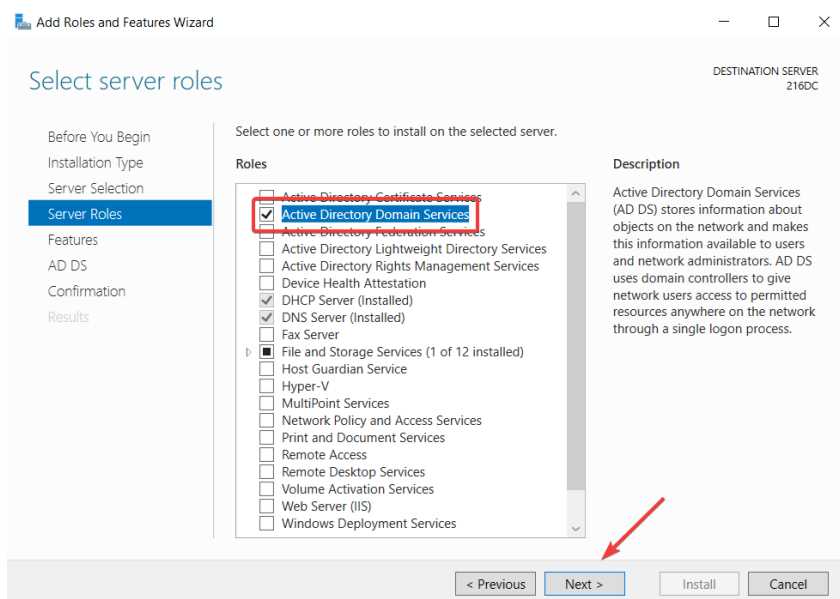 Add Roles and Features Wizard
Select server roles
DESTINATION SERVER
216DC
Before You Begin
Installation Type
Server Selection
Server Roles
Features
AD DS
Confirmation
Results
Select one or more roles to install on the selected server.
Roles
Active Directory Certificate Services
Active Directory Domain Services
Active Directory Federation Services
Active Directory Lightweight Directory Services
Active Directory Rights Management Services
Device Health Attestation
DHCP Server (Installed)
DNS Server (Installed)
Fax Server
File and Storage Services (1 of 12 installed)
Host Guardian Service
Hyper-V
MultiPoint Services
Network Policy and Access Services
Print and Document Services
Remote Access
Remote Desktop Services
Volume Activation Services
Web Server (IIS)
Windows Deployment Services
Description
Active Directory Domain Services
(AD DS) stores information about
objects on the network and makes
this information available to users
and network administrators. AD DS
uses domain controllers to give
network users access to permitted
resources anywhere on the network
through a single logon process.
< Previous
Next >
Install
Cancel